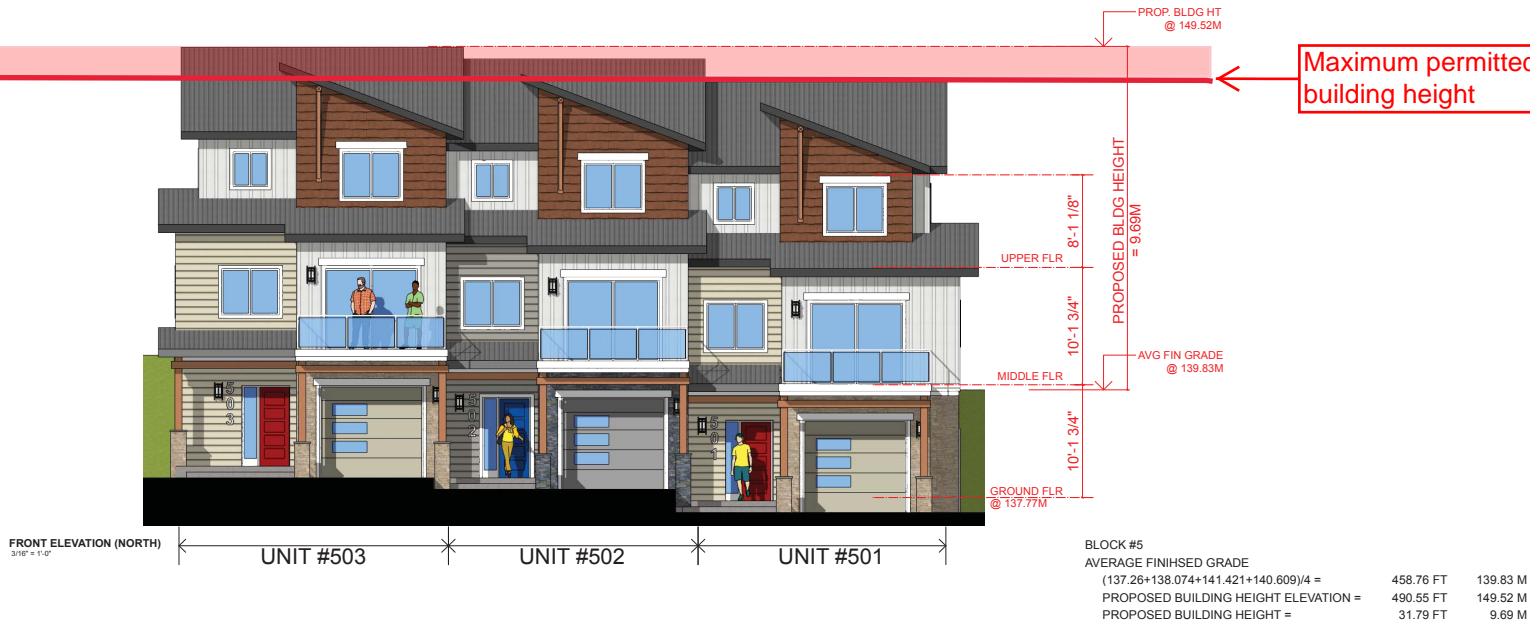 PROP. BLDG HT
@ 149.52M
Maximum permitted
building height
PROPOSED BLDG HEIGHT
= 9.69M
8'-1 1/8"
UPPER FLR
10'-1 3/4"
AVG FIN GRADE
@ 139.83M
MIDDLE FLR
10'-1 3/4"
GROUND FLR
@ 137.77M
503
502
501
FRONT ELEVATION (NORTH)
3/16" = 1'-0"
UNIT #503
UNIT #502
UNIT #501
BLOCK #5
AVERAGE FINIHSED GRADE
(137.26+138.074+141.421+140.609)/4 = 458.76 FT 139.83 M
PROPOSED BUILDING HEIGHT ELEVATION = 490.55 FT 149.52 M
PROPOSED BUILDING HEIGHT = 31.79 FT 9.69 M